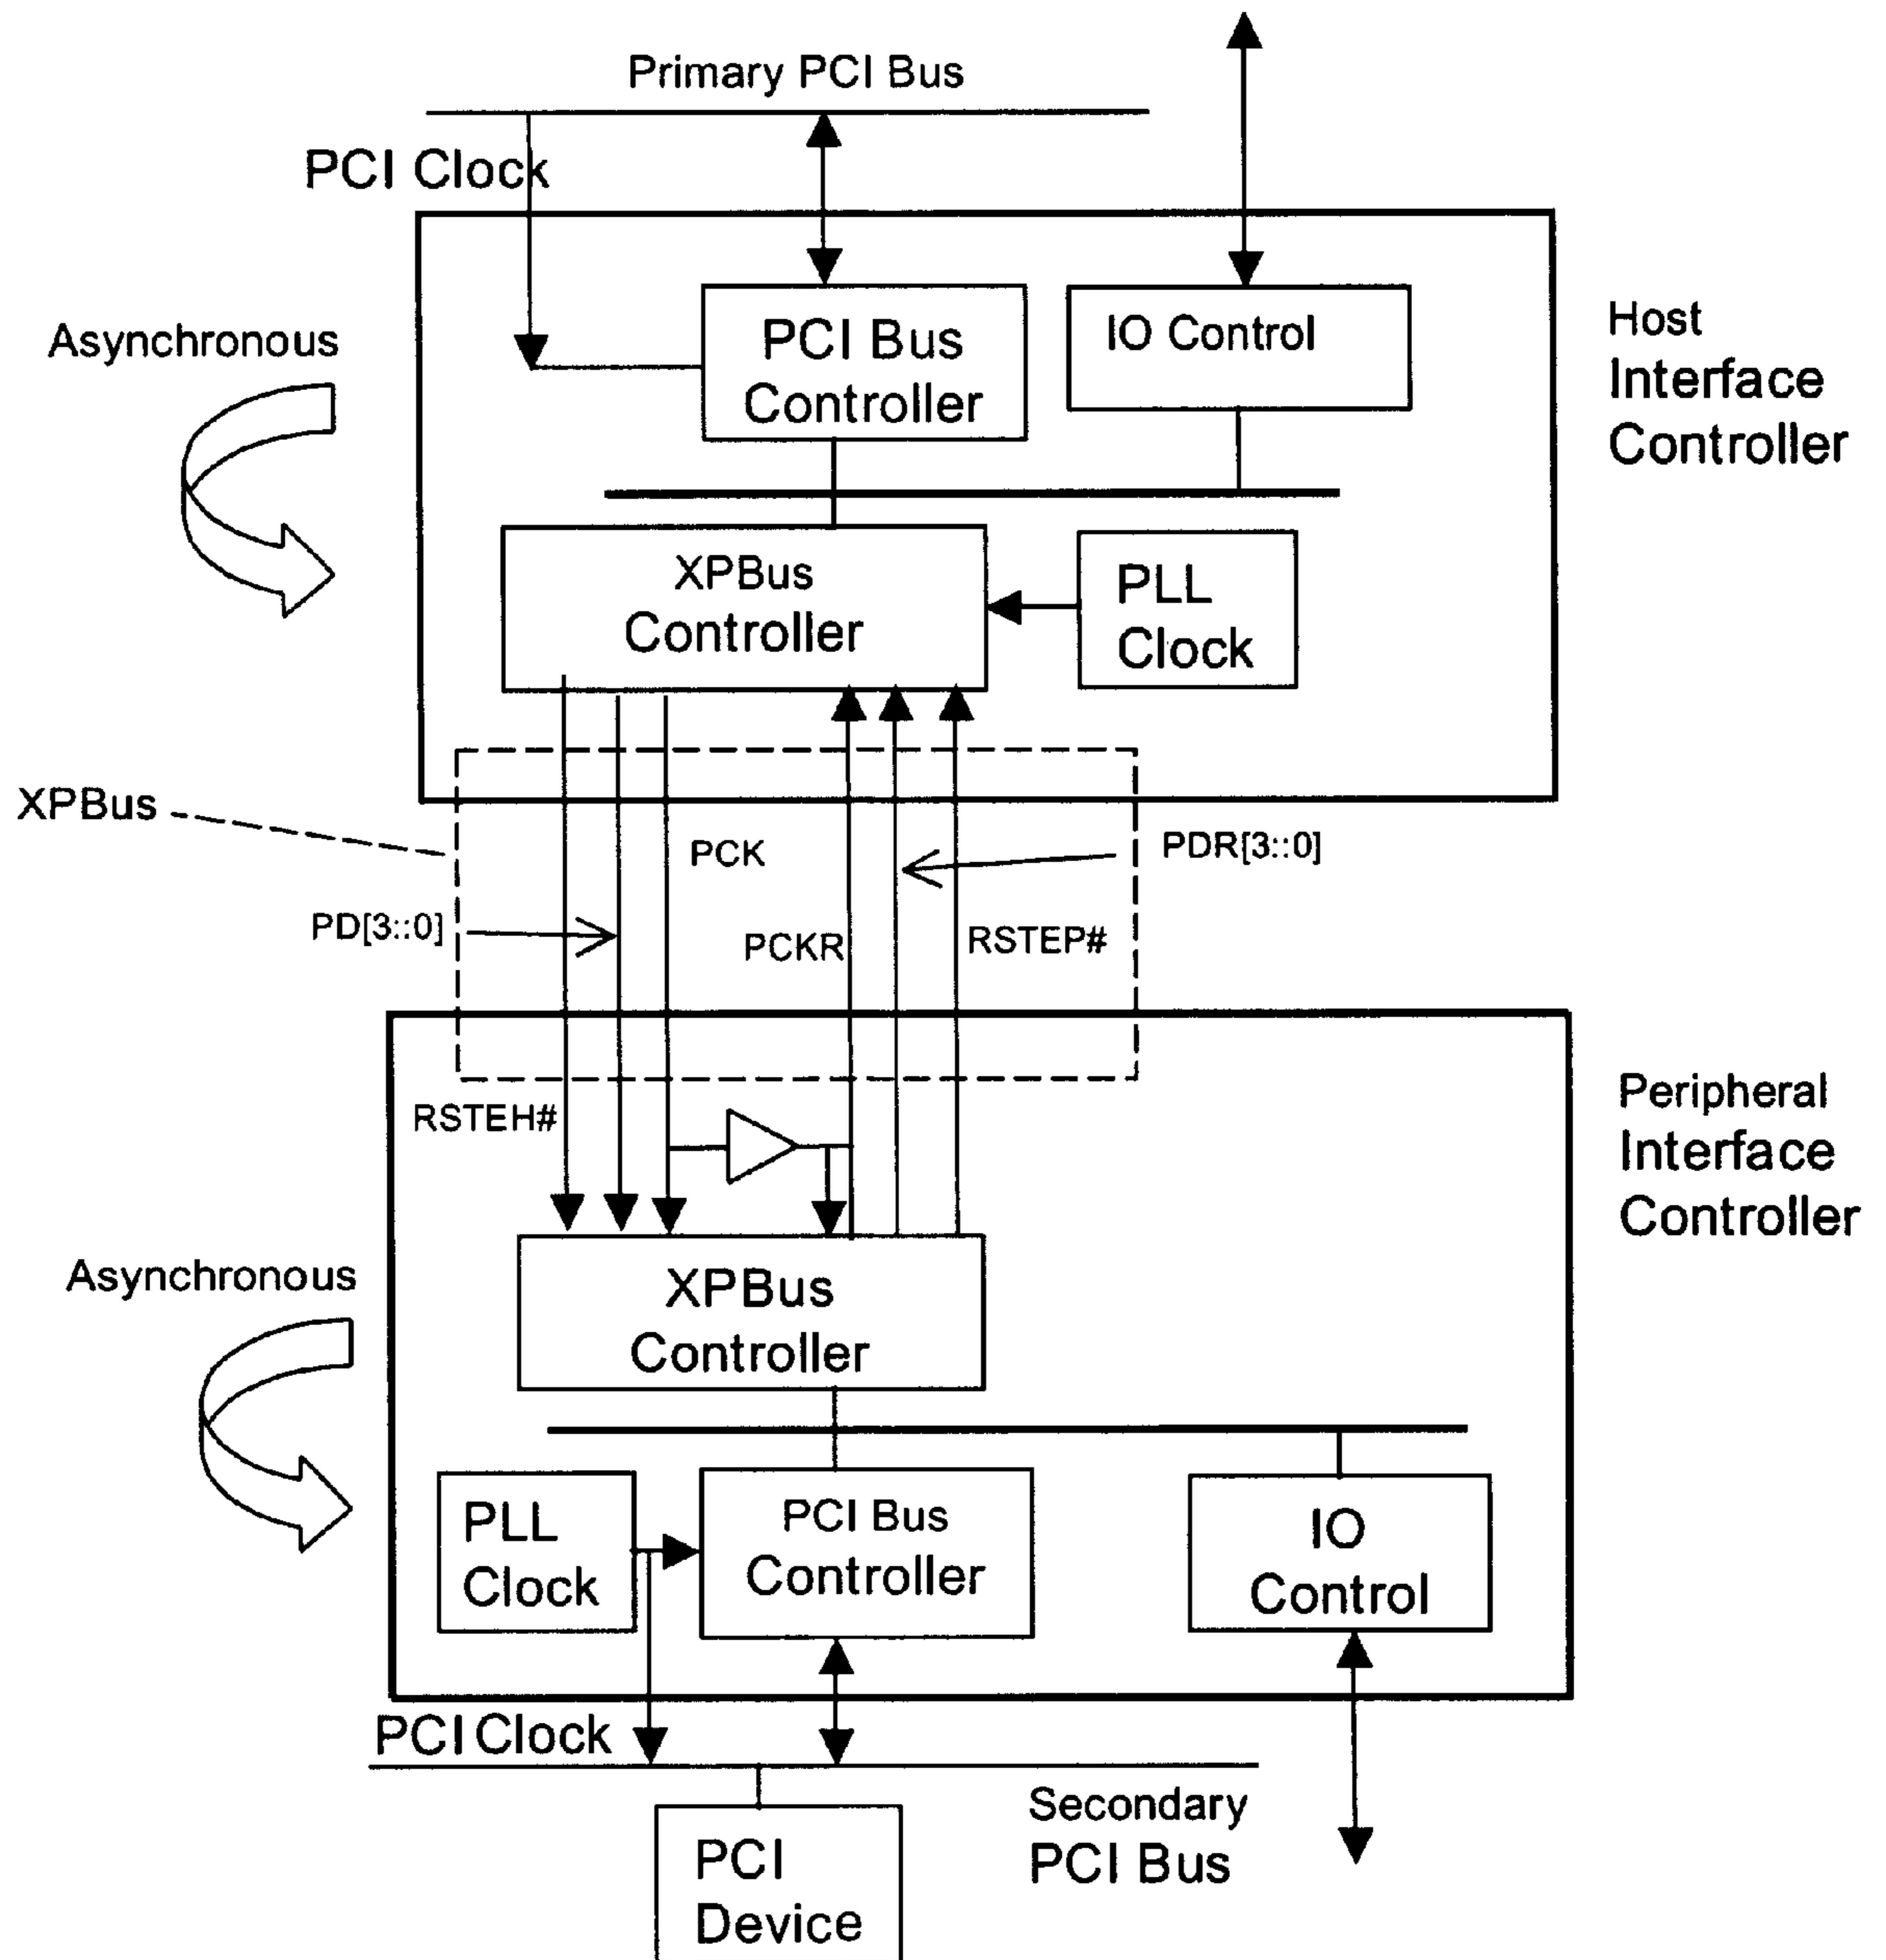 Primary PCI Bus
PCI Clock
Asynchronous
PCI Bus
Controller
IO Control
Host
Interface
Controller
XPBus
Controller
PLL
Clock
XPBus
PCK
PDR[3::0]
PD[3::0]
PCKR
RSTEP#
RSTEH#
Peripheral
Interface
Controller
Asynchronous
XPBus
Controller
PLL
Clock
PCI Bus
Controller
IO
Control
PCI Clock
Secondary
PCI Bus
PCI
Device